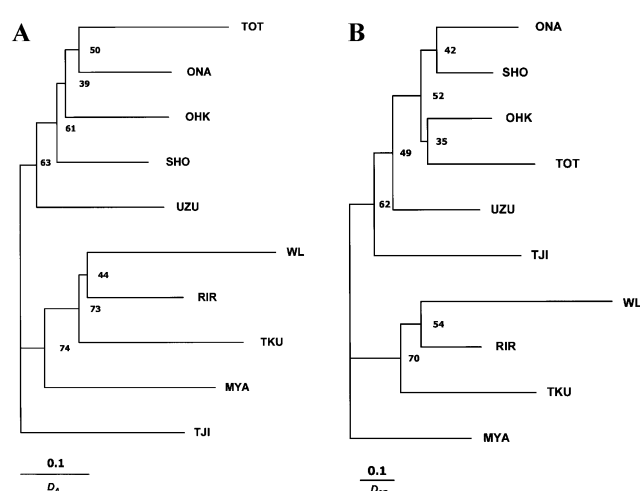 A
TOT
50
ONA
39
OHK
61
SHO
63
UZU
WL
44
RIR
73
TKU
74
MYA
TJI
0.1
B
ONA
42
SHO
52
OHK
35
TOT
49
UZU
62
TJI
WL
54
RIR
70
TKU
MYA
0.1